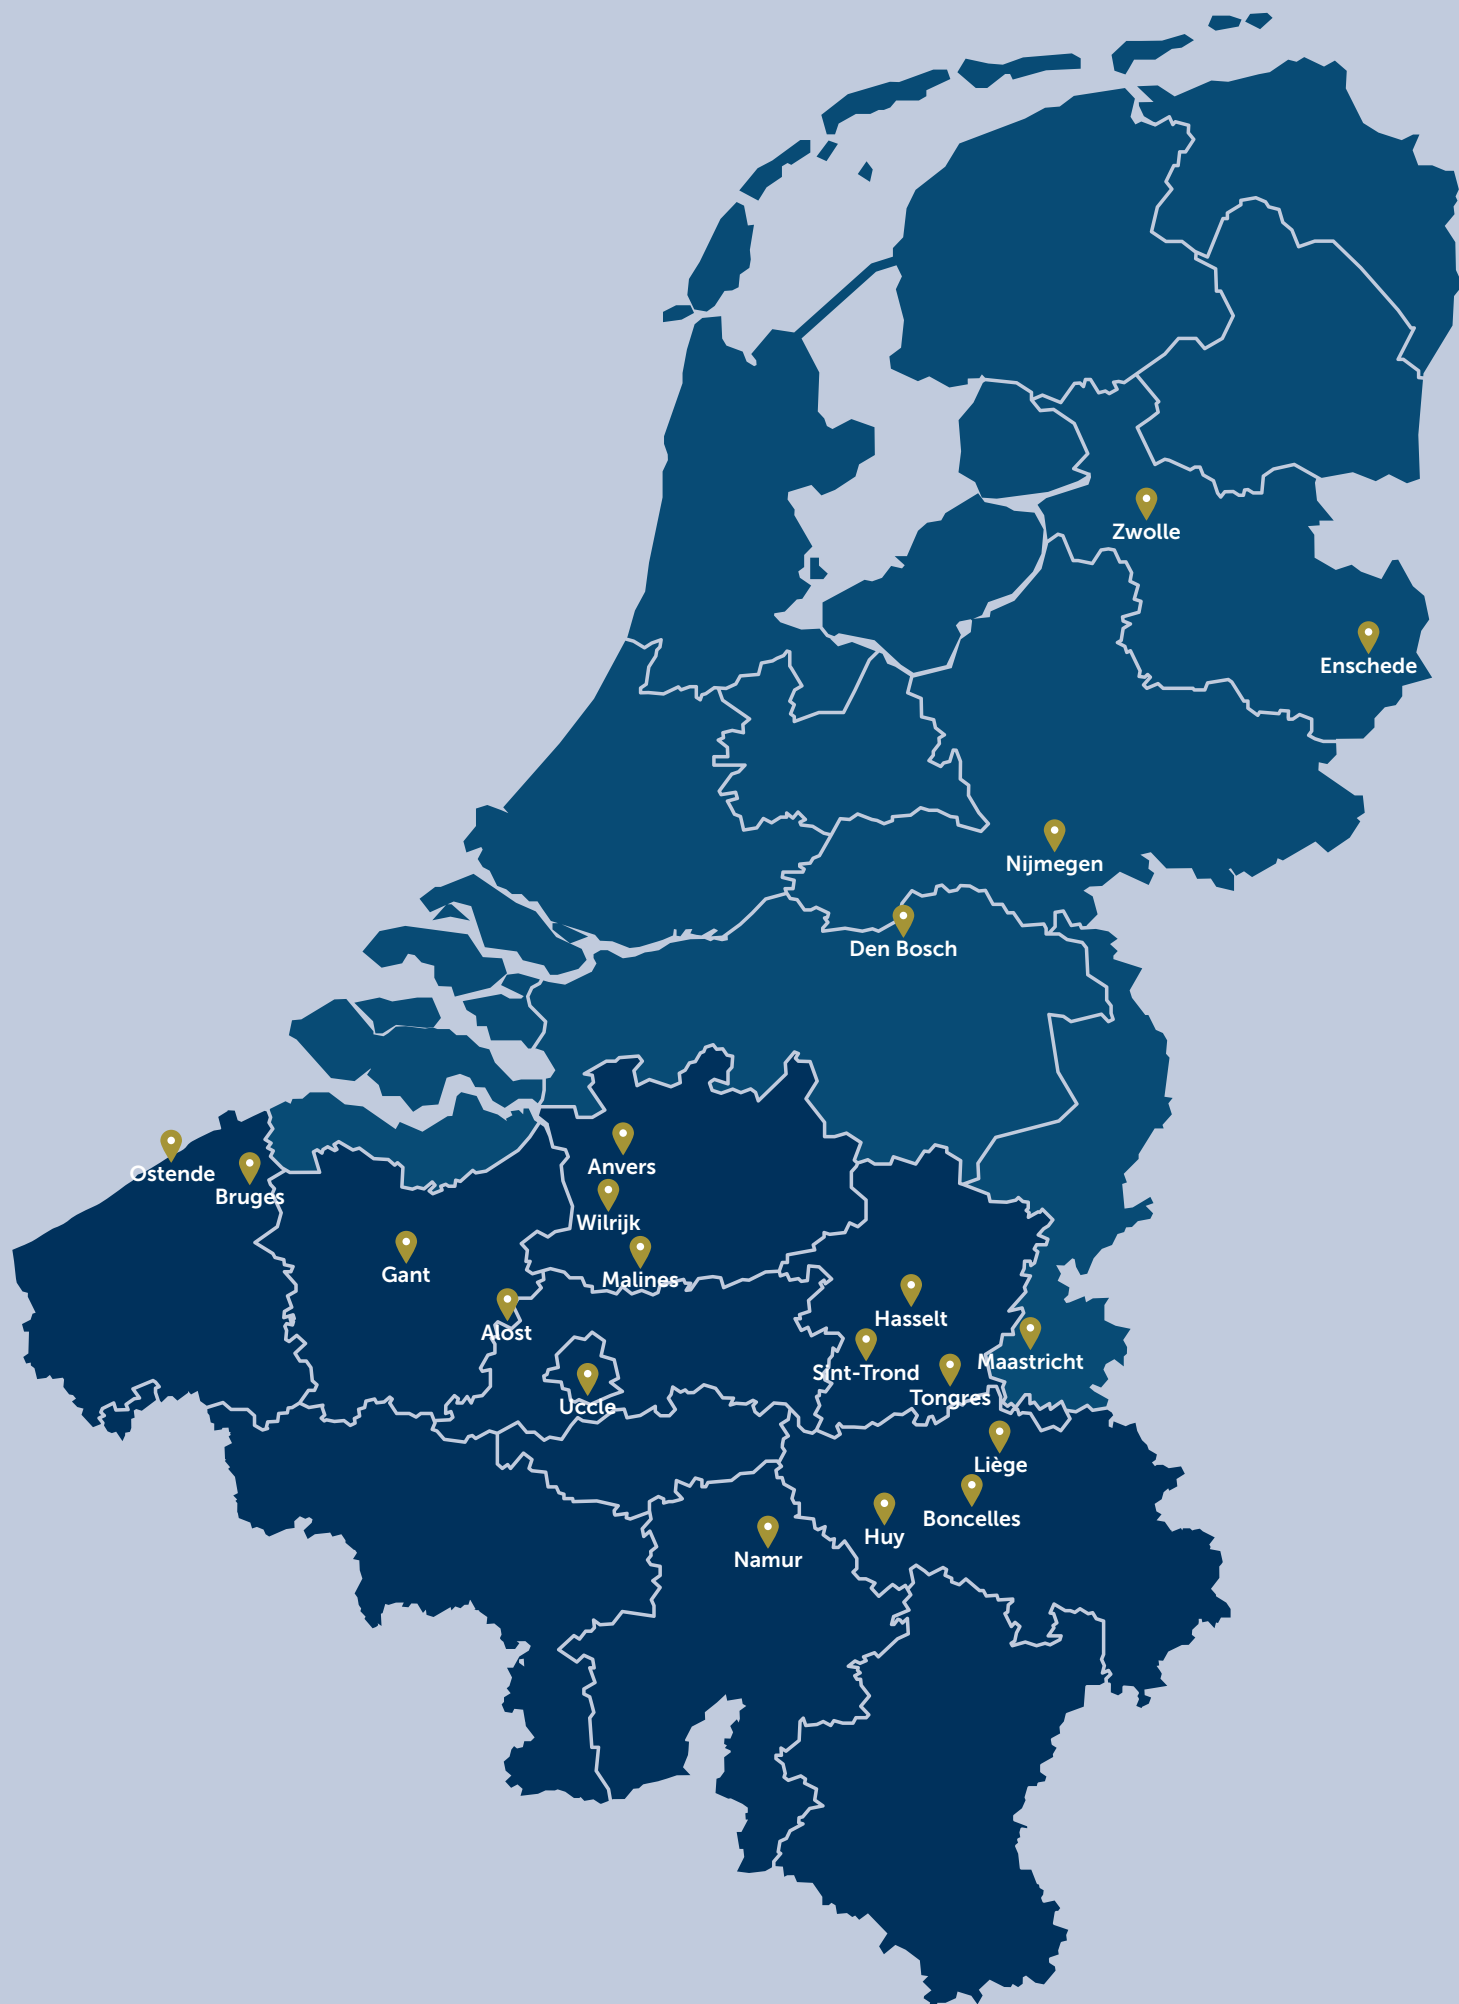 Zwolle
Enschede
Nijmegen
Den Bosch
Anvers
Ostende
Bruges
Wilrijk
Gant
Malines
Alost
Hasselt
Maastricht
Sint-Trond
Tongres
Uccle
Liège
Boncelles
Huy
Namur